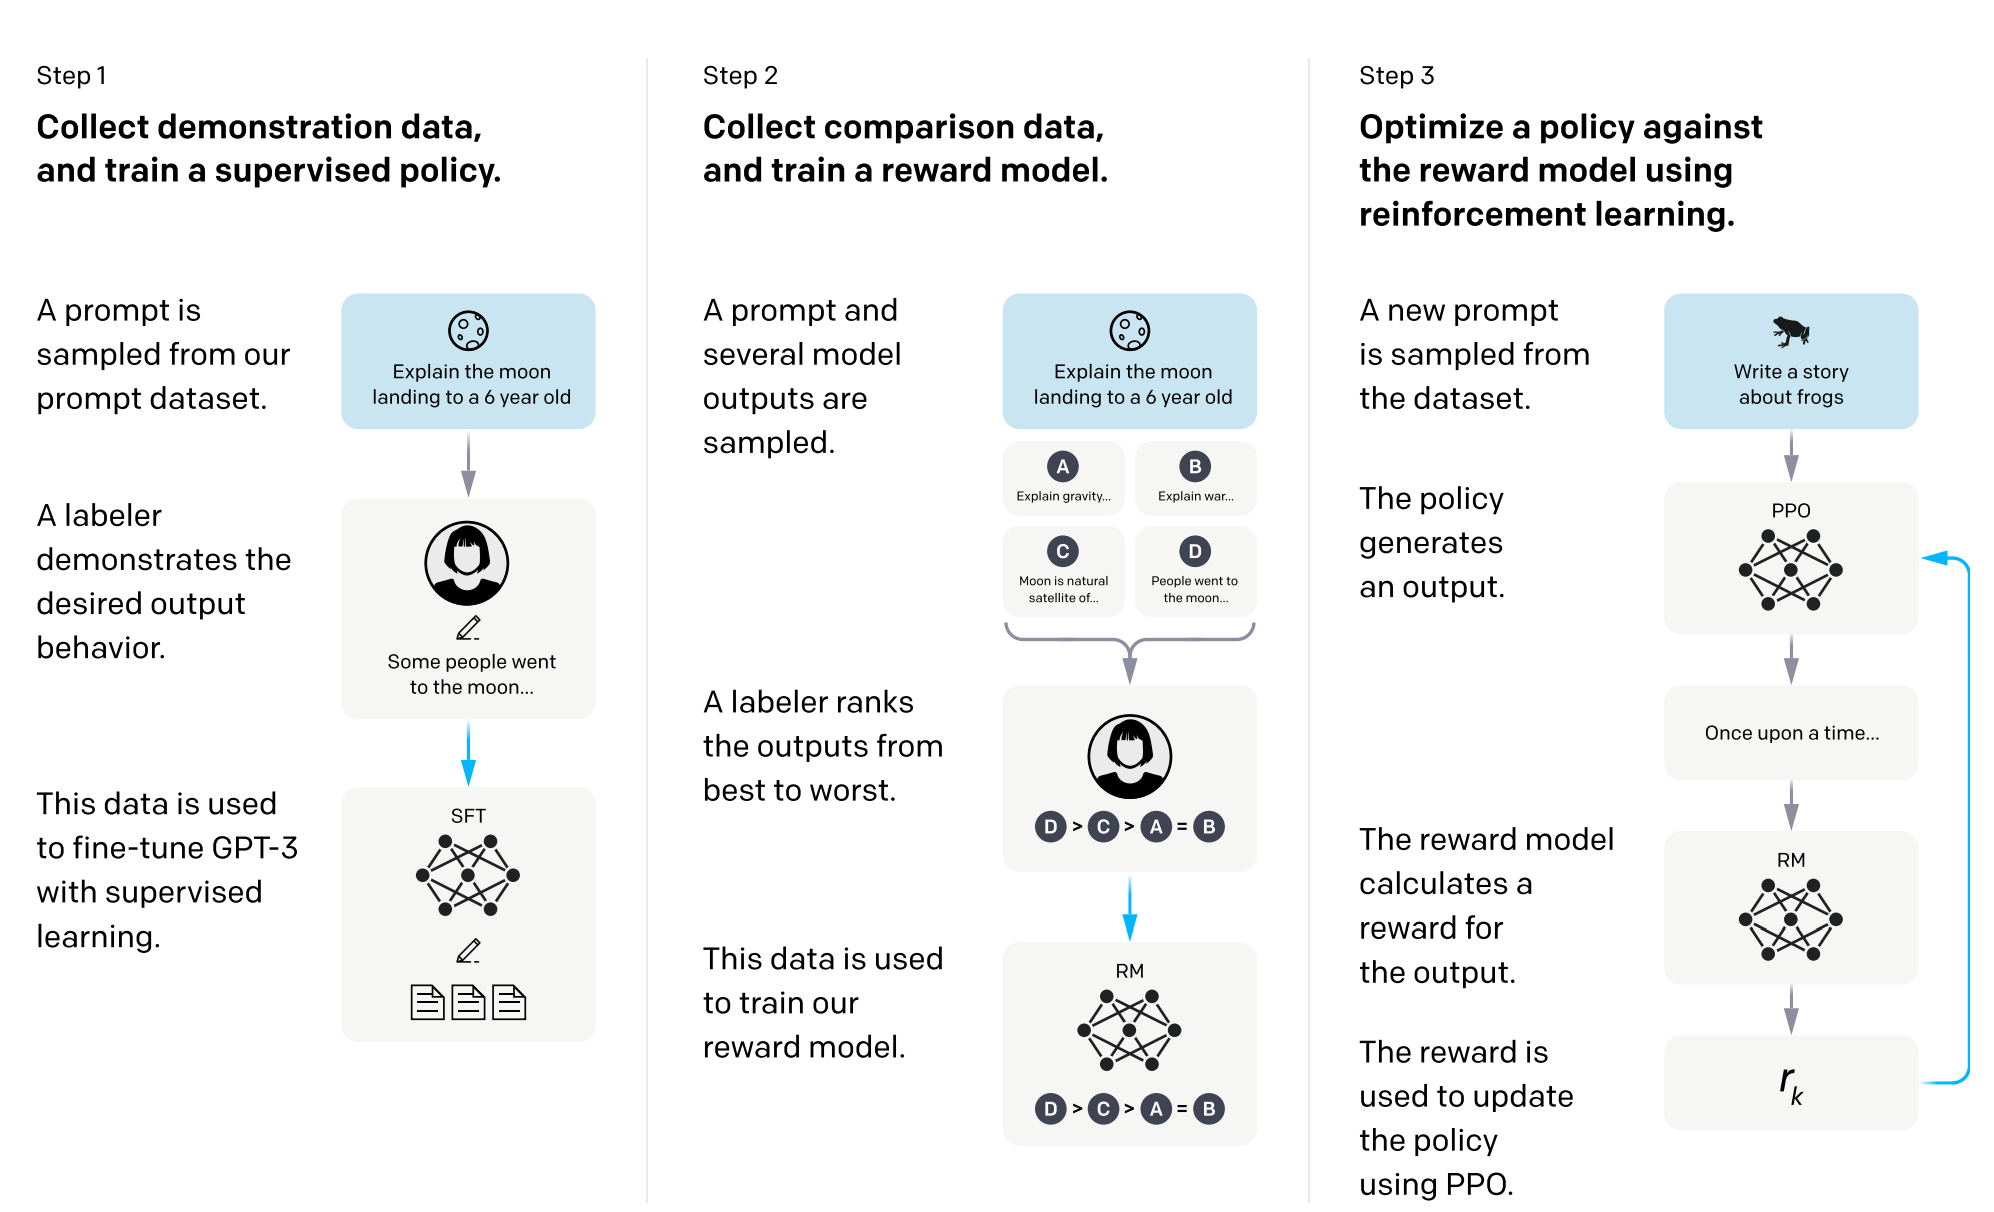 Step 1
Collect demonstration data,
and train a supervised policy.
A prompt is
sampled from our
prompt dataset.
Explain the moon
landing to a 6 year old
A labeler
demonstrates the
desired output
behavior.
Some people went
to the moon...
This data is used
to fine-tune GPT-3
with supervised
learning.
SFT
Step 2
Collect comparison data,
and train a reward model.
A prompt and
several model
outputs are
sampled.
Explain the moon
landing to a 6 year old
A
Explain gravity...
B
Explain war...
C
Moon is natural
satellite of...
D
People went to
the moon...
A labeler ranks
the outputs from
best to worst.
D > C > A = B
This data is used
to train our
reward model.
RM
D > C > A = B
Step 3
Optimize a policy against
the reward model using
reinforcement learning.
A new prompt
is sampled from
the dataset.
Write a story
about frogs
The policy
generates
an output.
PPO
Once upon a time...
The reward model
calculates a
reward for
the output.
RM
The reward is
used to update
the policy
using PPO.
r_k